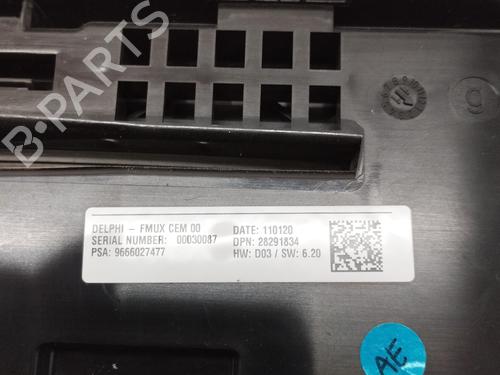 B-PARTS
DELPHI - FMUX CEM 00 DATE: 110120
SERIAL NUMBER: 00030087 DPN: 28291834
PSA: 9666027477 HW: D03 / SW: 6.20
AE